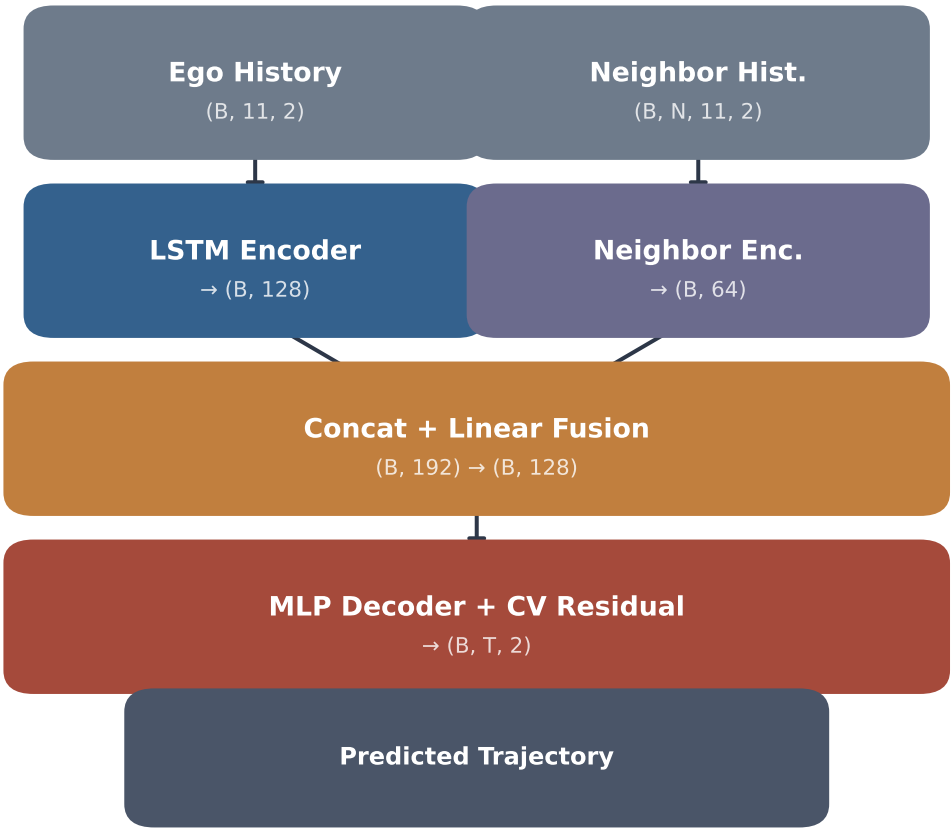 Ego History
(B, 11, 2)
Neighbor Hist.
(B, N, 11, 2)
LSTM Encoder
→ (B, 128)
Neighbor Enc.
→ (B, 64)
Concat + Linear Fusion
(B, 192) → (B, 128)
MLP Decoder + CV Residual
→ (B, T, 2)
Predicted Trajectory